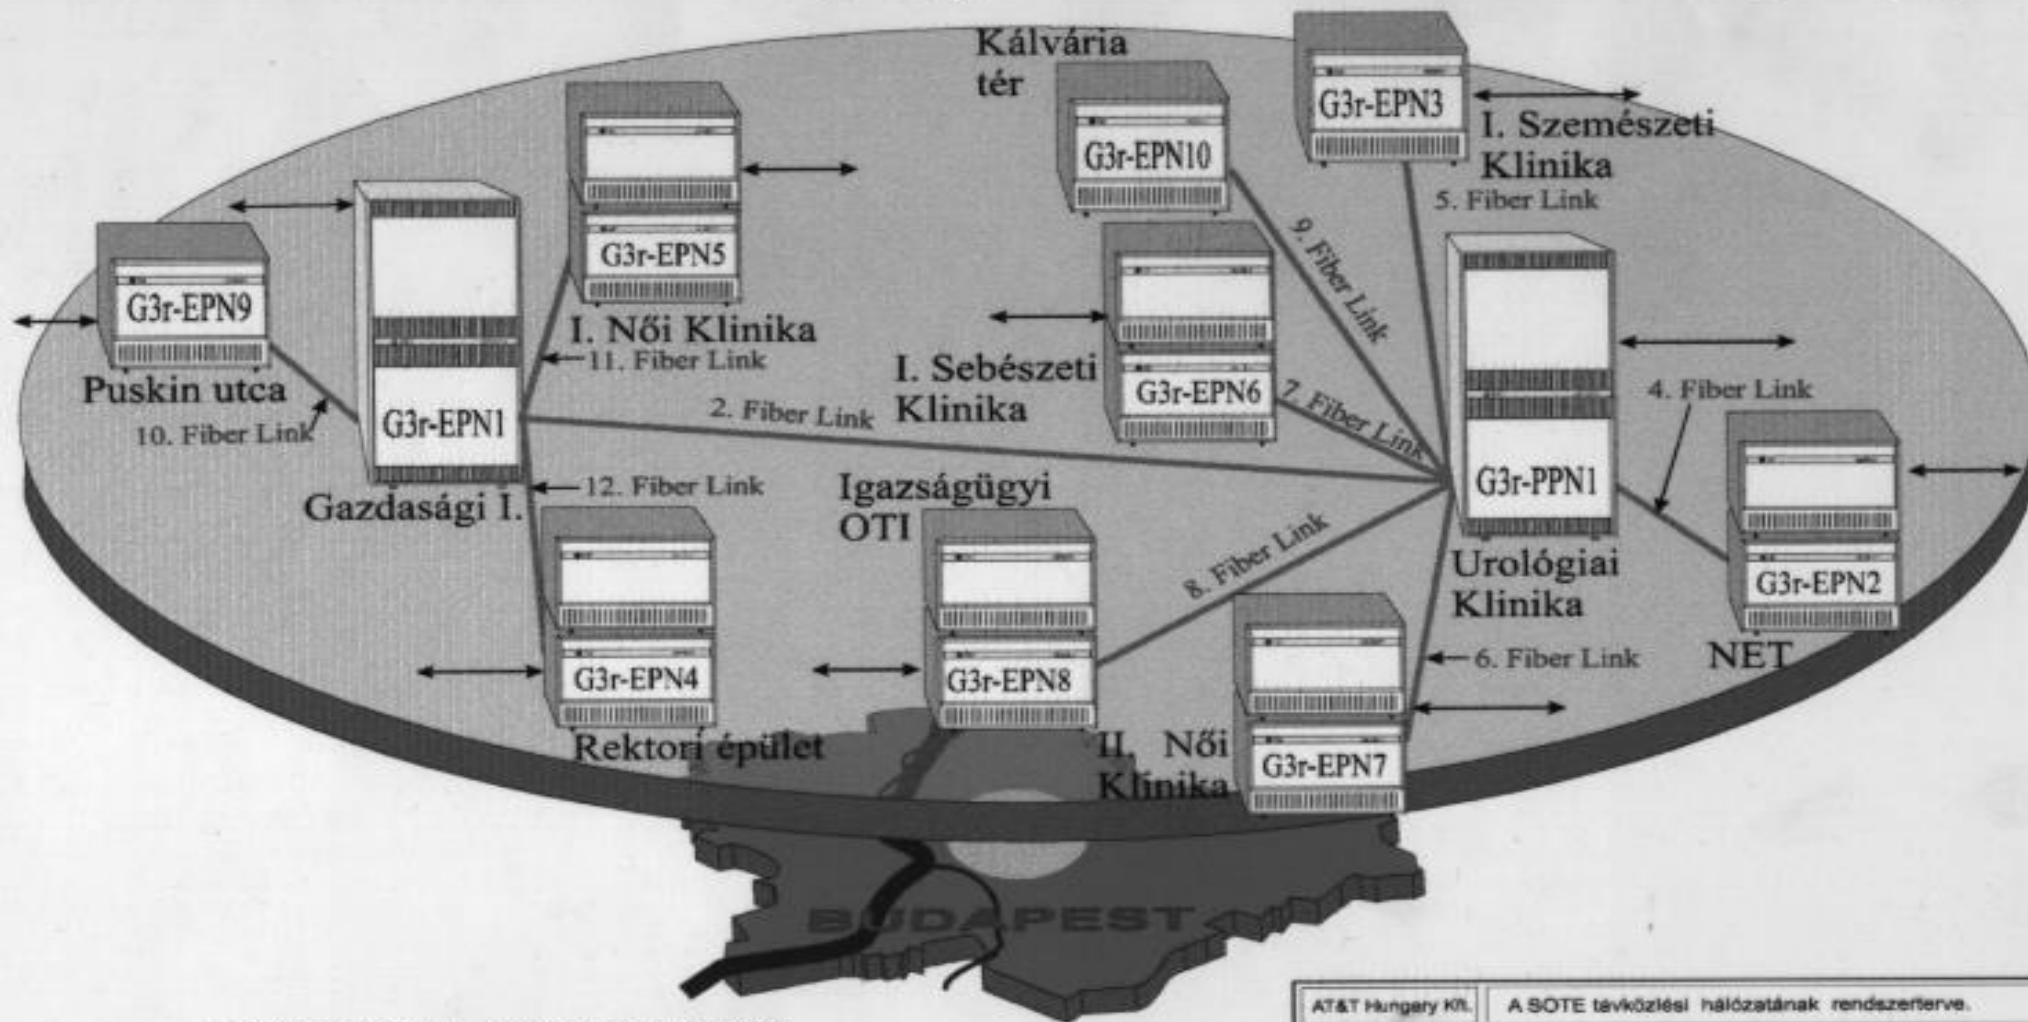 Kálvária
tér
G3r-EPN10
G3r-EPN3
I. Szemészeti
Klinika
5. Fiber Link
9. Fiber Link
G3r-EPN5
I. Női Klinika
11. Fiber Link
G3r-EPN9
Puskin utca
10. Fiber Link
G3r-EPN1
Gazdasági I.
2. Fiber Link
I. Sebészeti
Klinika
G3r-EPN6
7. Fiber Link
G3r-PPN1
Urológiai
Klinika
4. Fiber Link
G3r-EPN2
NET
12. Fiber Link
G3r-EPN4
Rektori épület
Igazságügyi
OTI
G3r-EPN8
8. Fiber Link
II. Női
Klinika
G3r-EPN7
6. Fiber Link
BUDAPEST
AT&T Hungary Kft.
A SOTE távközlési hálózatának rendszerterve.